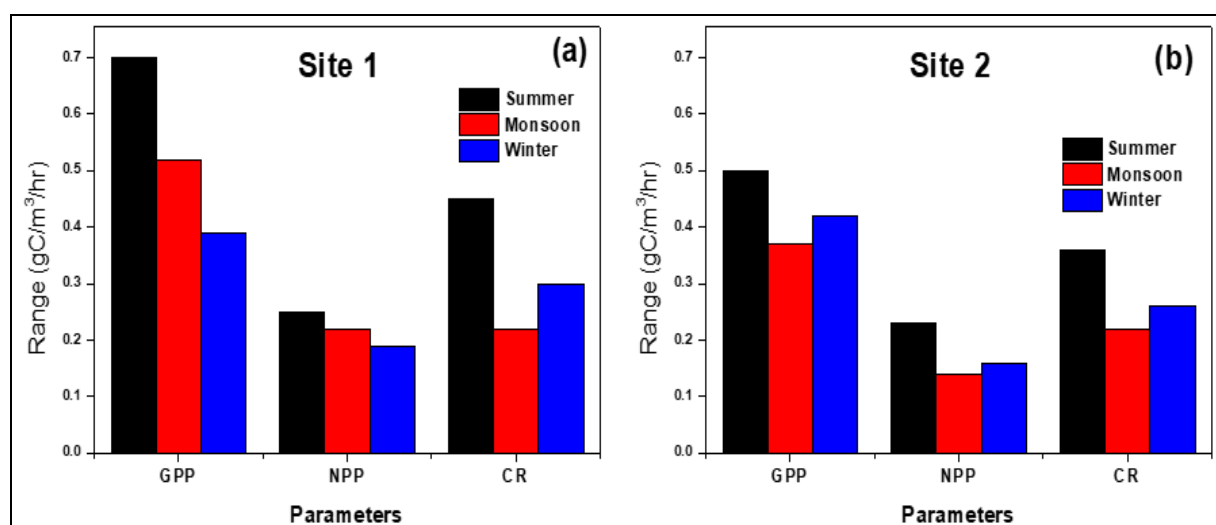 Site 1
(a)
Summer
Monsoon
Winter
0.7
0.6
0.5
0.4
0.3
0.2
0.1
0.0
Range (gC/m³/hr)
GPP
NPP
CR
Parameters
Site 2
(b)
Summer
Monsoon
Winter
0.7
0.6
0.5
0.4
0.3
0.2
0.1
0.0
Range (gC/m³/hr)
GPP
NPP
CR
Parameters